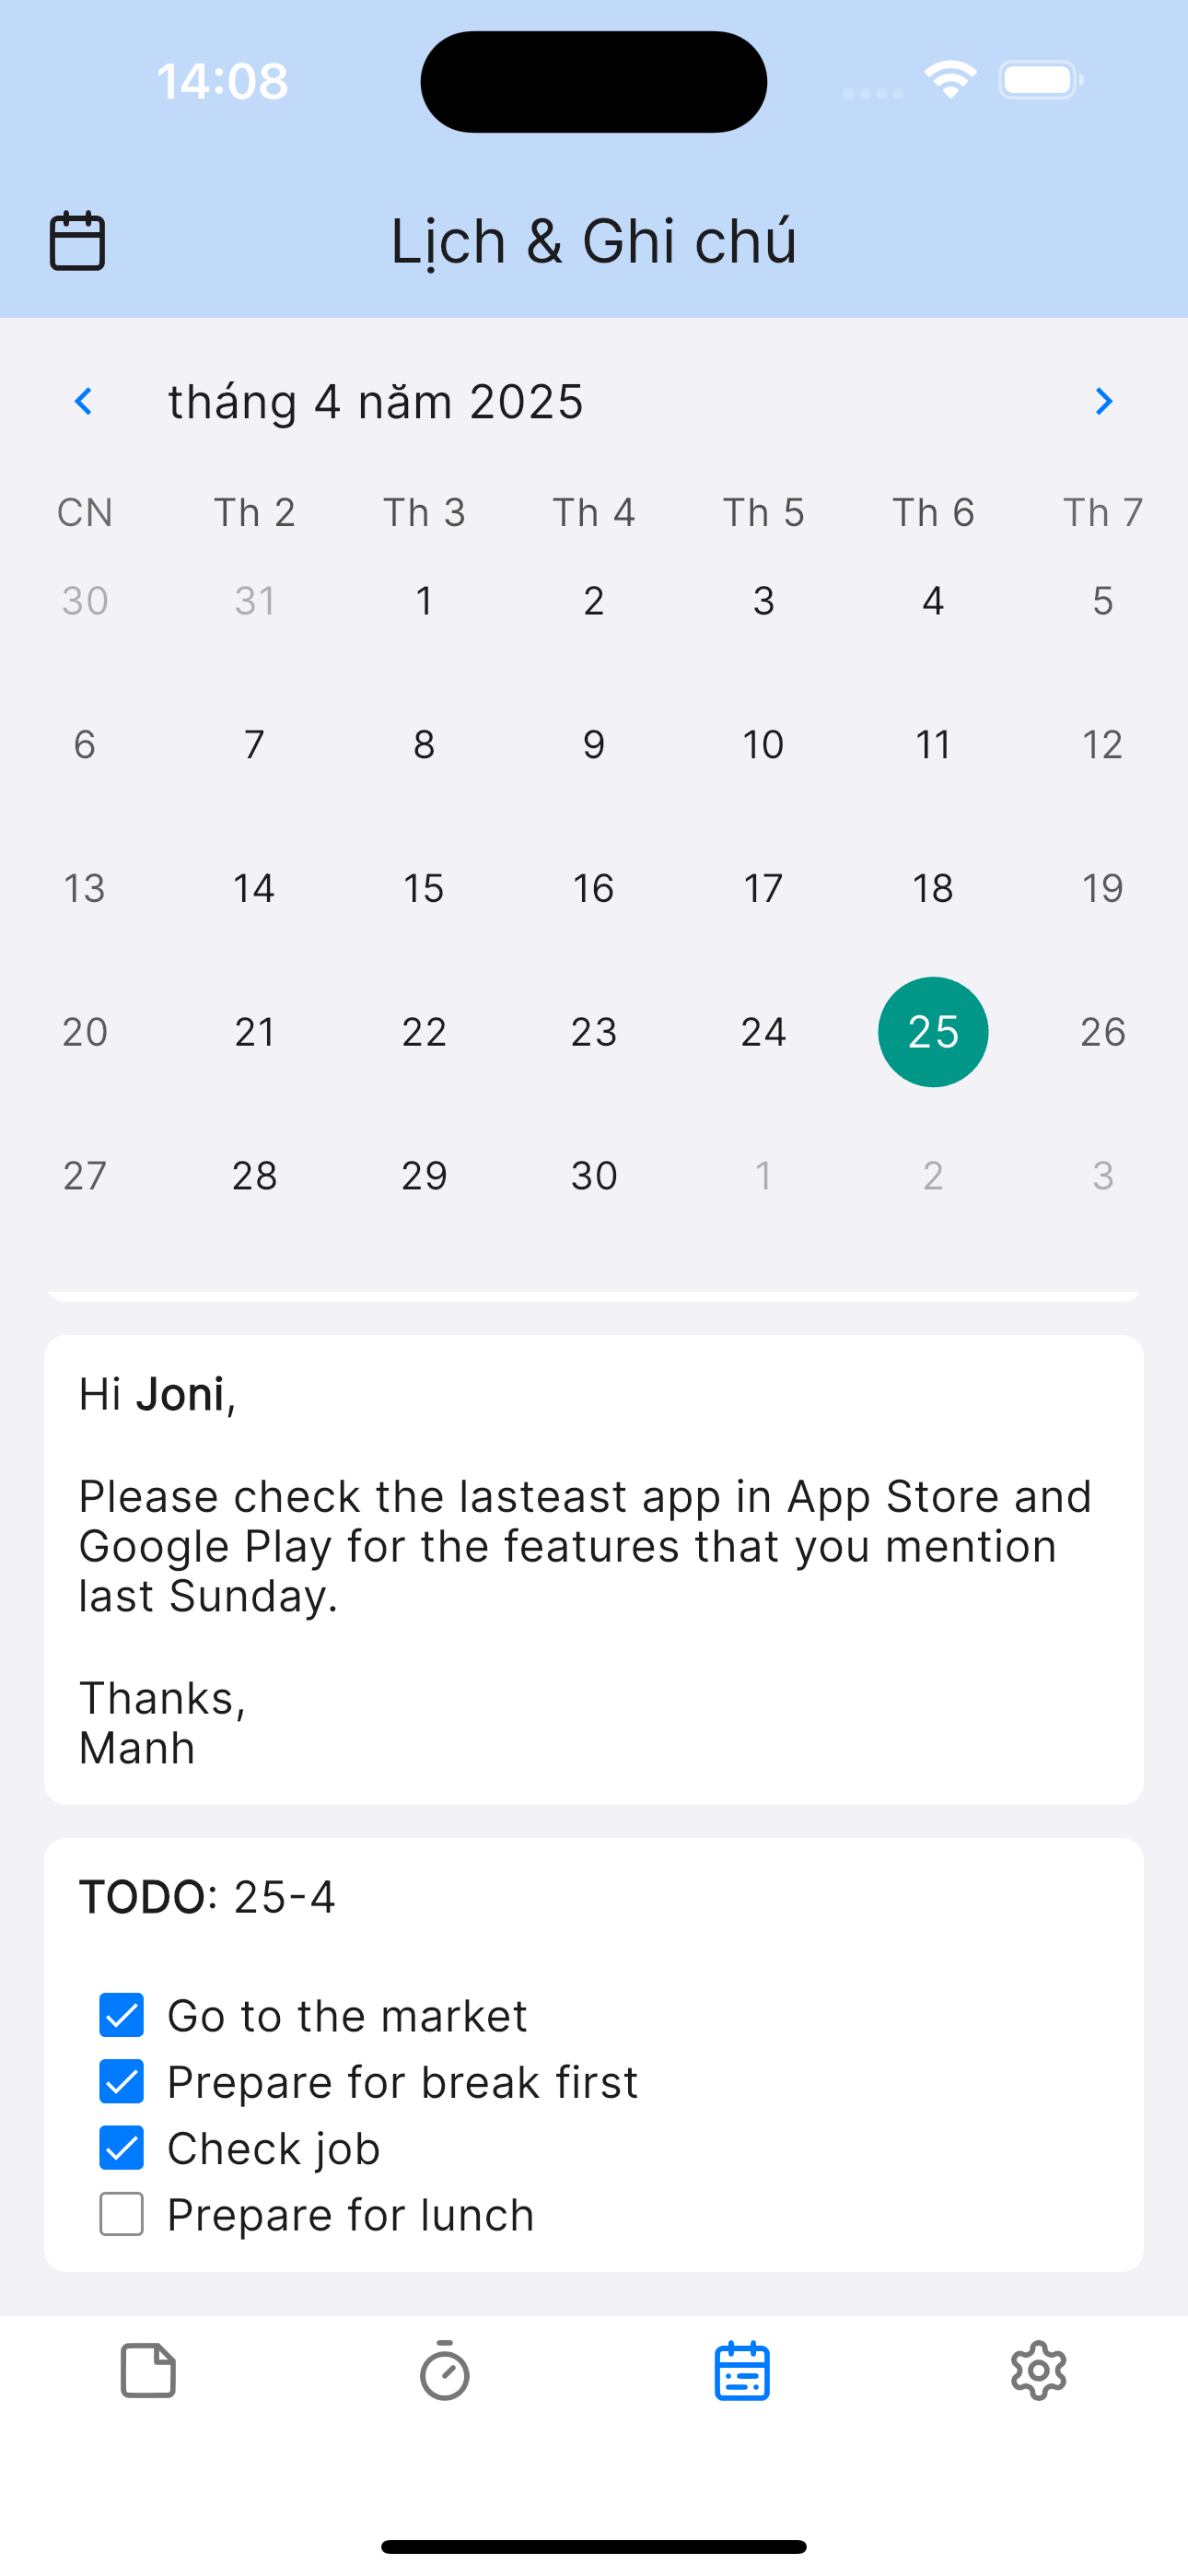 14:08
Lịch & Ghi chú
tháng 4 năm 2025
CN Th 2 Th 3 Th 4 Th 5 Th 6 Th 7
30 31 1 2 3 4 5
6 7 8 9 10 11 12
13 14 15 16 17 18 19
20 21 22 23 24 25 26
27 28 29 30 1 2 3
Hi Joni,
Please check the lasteast app in App Store and
Google Play for the features that you mention
last Sunday.
Thanks,
Manh
TODO: 25-4
Go to the market
Prepare for break first
Check job
Prepare for lunch